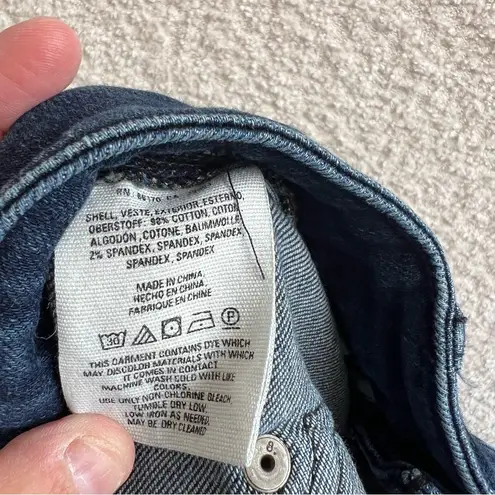 RN
SHELL, VESTE, EXTERIOR, ESTERNO,
OBERSTOFF: 98% COTTON, COTON,
ALGODÓN, COTONE, BAUMWOLLE
2% SPANDEX, SPANDEX, SPANDEX,
SPANDEX, SPANDEX
MADE IN CHINA
HECHO EN CHINA
FABRIQUE EN CHINE
P
THIS GARMENT CONTAINS DYE WHICH
MAY DISCOLOR MATERIALS WITH WHICH
IT COMES IN CONTACT
MACHINE WASH COLD WITH LIKE
COLORS.
USE ONLY NON-CHLORINE BLEACH.
TUMBLE DRY LOW.
LOW IRON AS NEEDED.
MAY BE DRY CLEANED
8